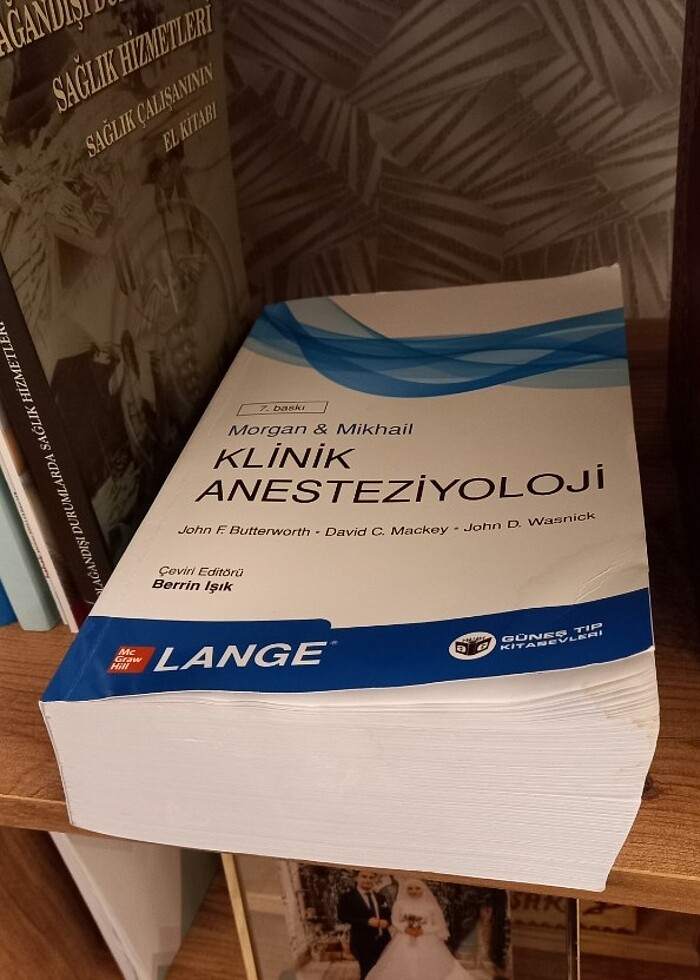 AĞANDIŞI
SAĞLIK HİZMETLERİ
SAĞLIK ÇALIŞANININ
EL KİTABI
AĞANDIŞI DURUMLARDA SAĞLIK HİZMETLERİ
7. baskı
Morgan & Mikhail
KLİNİK
ANESTEZİYOLOJİ
John F. Butterworth • David C. Mackey • John D. Wasnick
Çeviri Editörü
Berrin Işık
Mc
Graw
Hill
LANGE®
GÜNEŞ TIP
KİTABEVLERİ